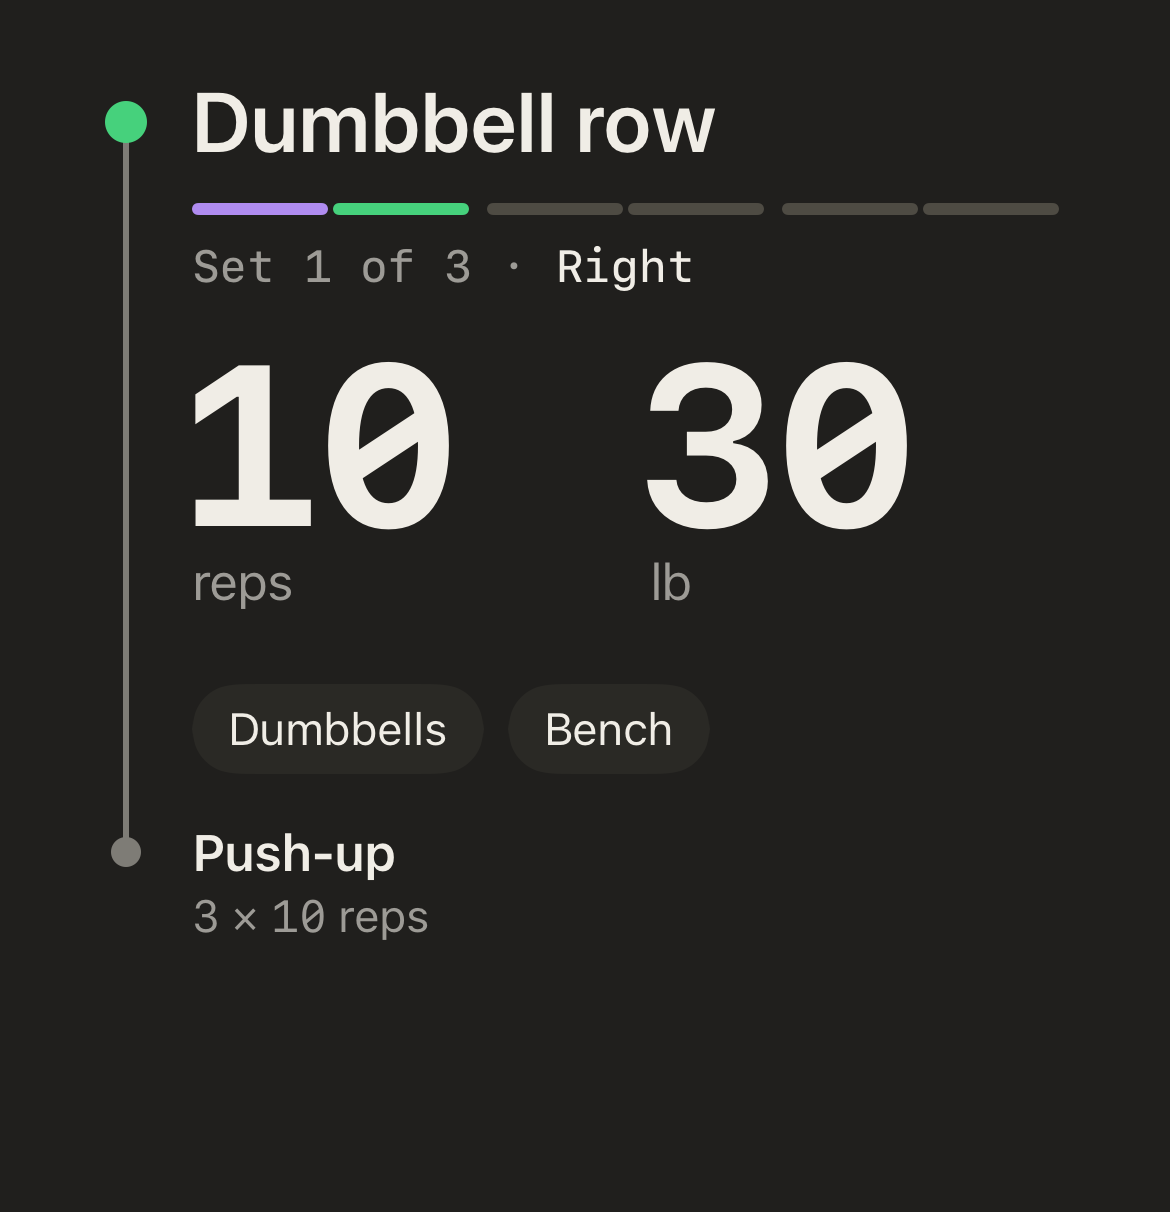 Dumbbell row
Set 1 of 3 · Right
10 30
reps lb
Dumbbells Bench
Push-up
3 × 10 reps